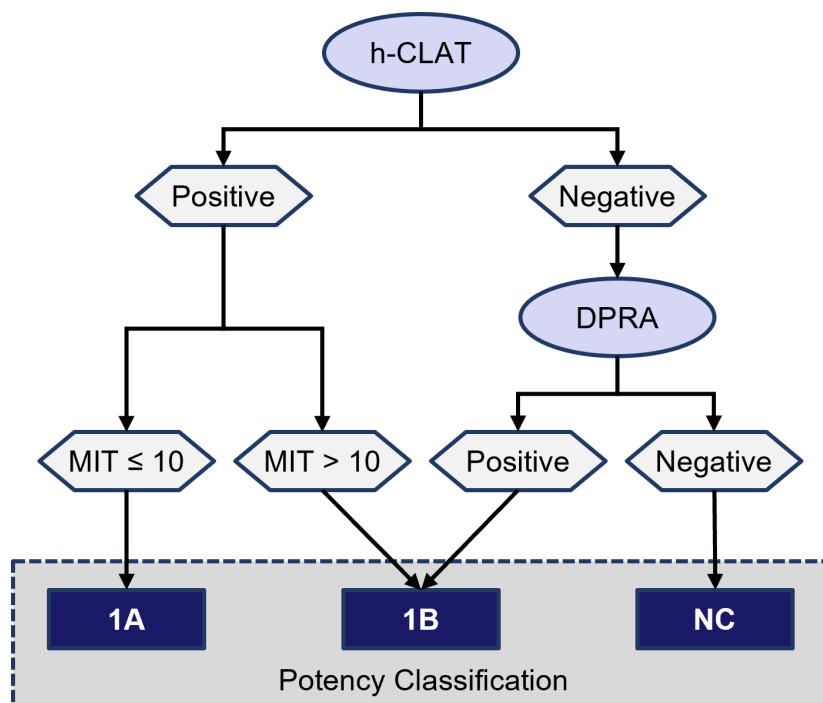 h-CLAT
Positive
Negative
DPRA
MIT ≤ 10
MIT > 10
Positive
Negative
1A
1B
NC
Potency Classification